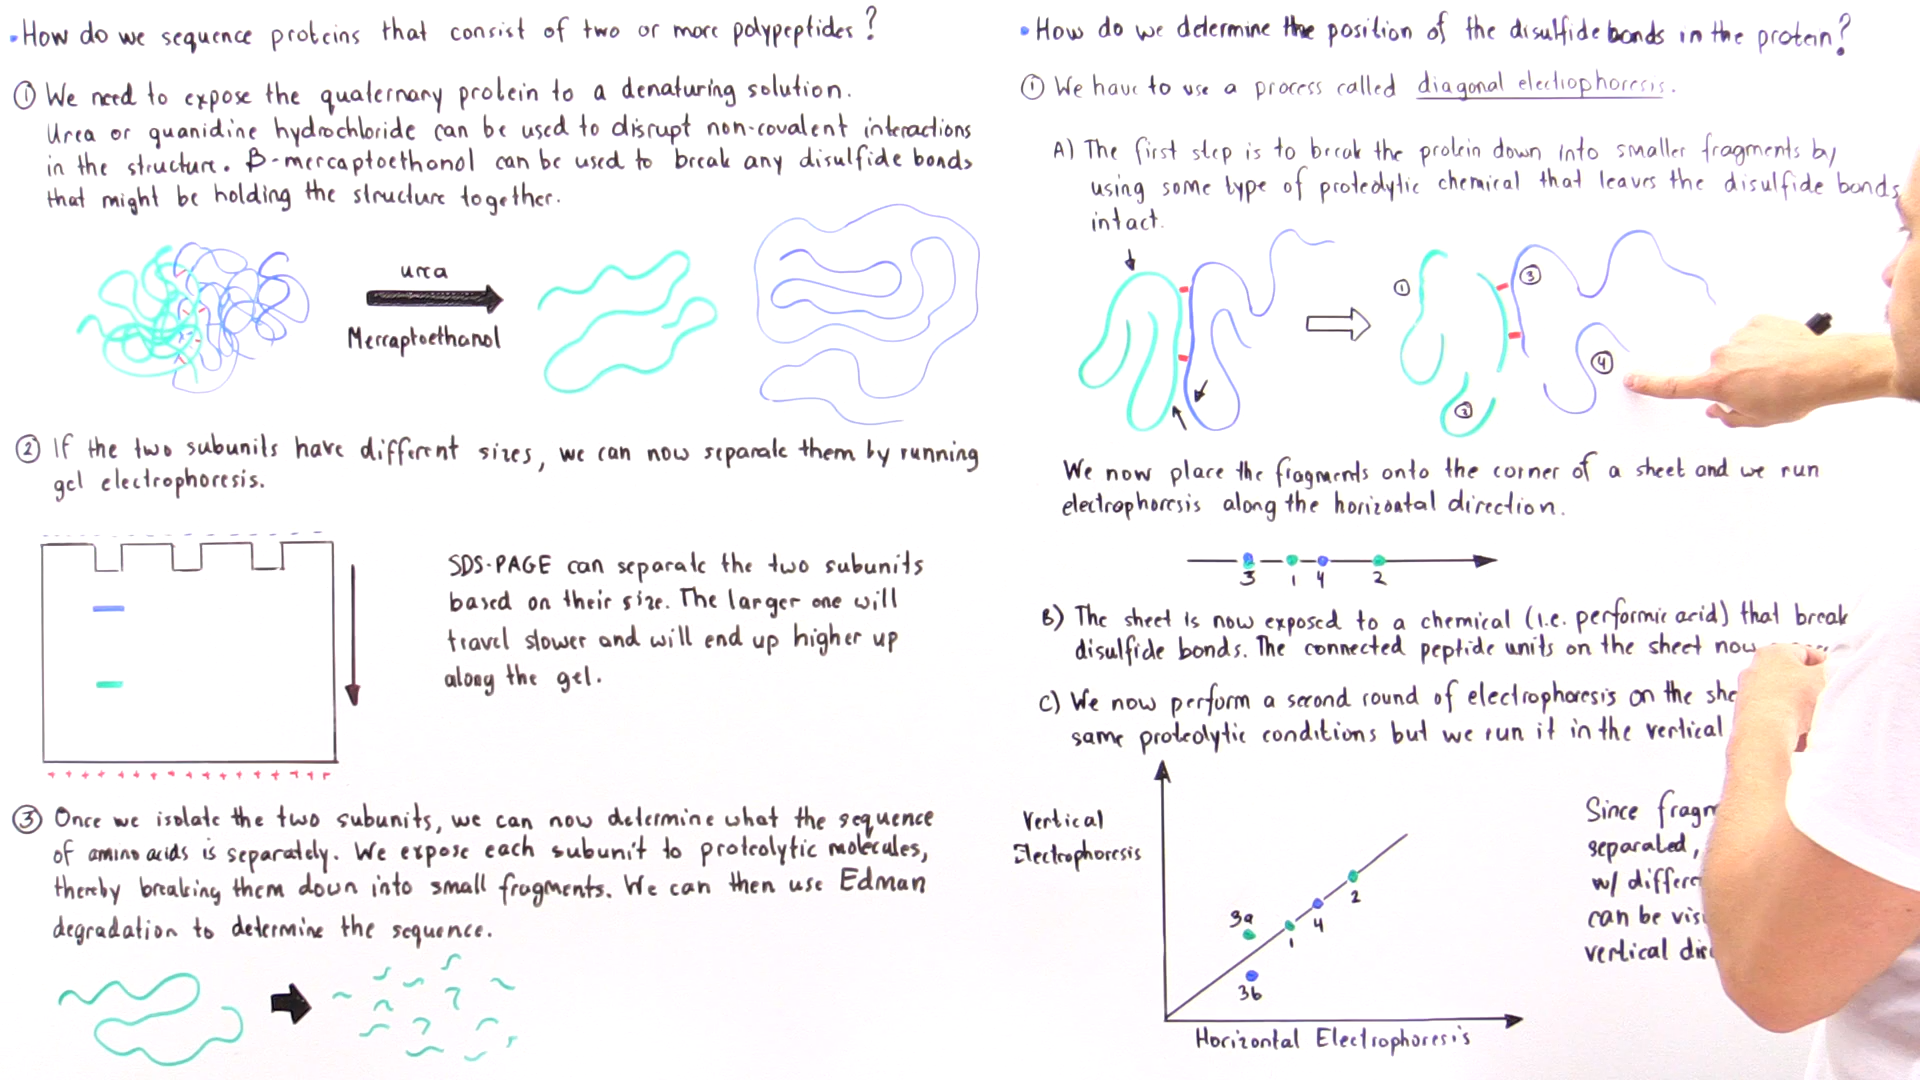 •How do we sequence proteins that consist of two or more polypeptides?
① We need to expose the quaternary protein to a denaturing solution.
Urea or guanidine hydrochloride can be used to disrupt non-covalent interactions
in the structure. β-mercaptoethanol can be used to break any disulfide bonds
that might be holding the structure together.
urea
Mercaptoethanol
② If the two subunits have different sizes, we can now separate them by running
gel electrophoresis.
SDS-PAGE can separate the two subunits
based on their size. The larger one will
travel slower and will end up higher up
along the gel.
+ + + + + + + + + + + + + + + + +
③ Once we isolate the two subunits, we can now determine what the sequence
of amino acids is separately. We expose each subunit to proteolytic molecules,
thereby breaking them down into small fragments. We can then use Edman
degradation to determine the sequence.
•How do we determine the position of the disulfide bonds in the protein?
① We have to use a process called diagonal electrophoresis.
A) The first step is to break the protein down into smaller fragments by
using some type of proteolytic chemical that leaves the disulfide bonds
intact.
① ③
④
②
We now place the fragments onto the corner of a sheet and we run
electrophoresis along the horizontal direction.
3 1 4 2
B) The sheet is now exposed to a chemical (i.e. performic acid) that break
disulfide bonds. The connected peptide units on the sheet now
C) We now perform a second round of electrophoresis on the she
same proteolytic conditions but we run it in the vertical
Vertical
Electrophoresis
3a
1 4 2
3b
Horizontal Electrophoresis
Since fragm
separated,
w/ differe
can be vis
vertical dire